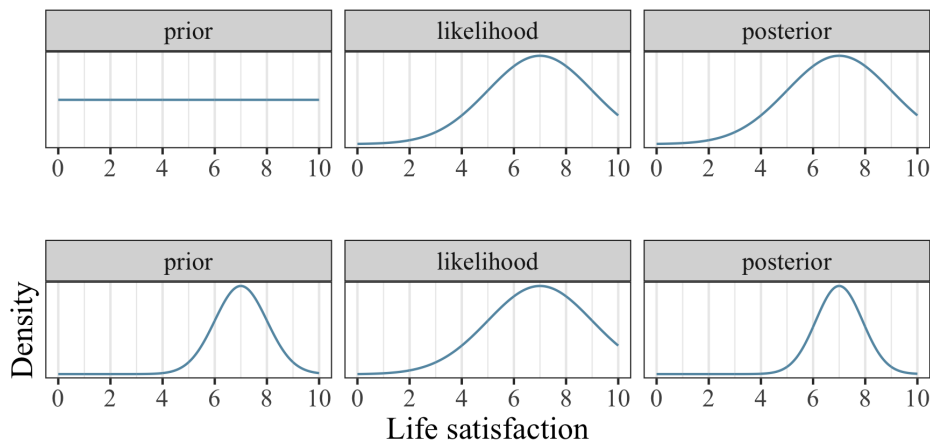 prior likelihood posterior
0 2 4 6 8 10 0 2 4 6 8 10 0 2 4 6 8 10
prior likelihood posterior
Density
0 2 4 6 8 10 0 2 4 6 8 10 0 2 4 6 8 10
Life satisfaction